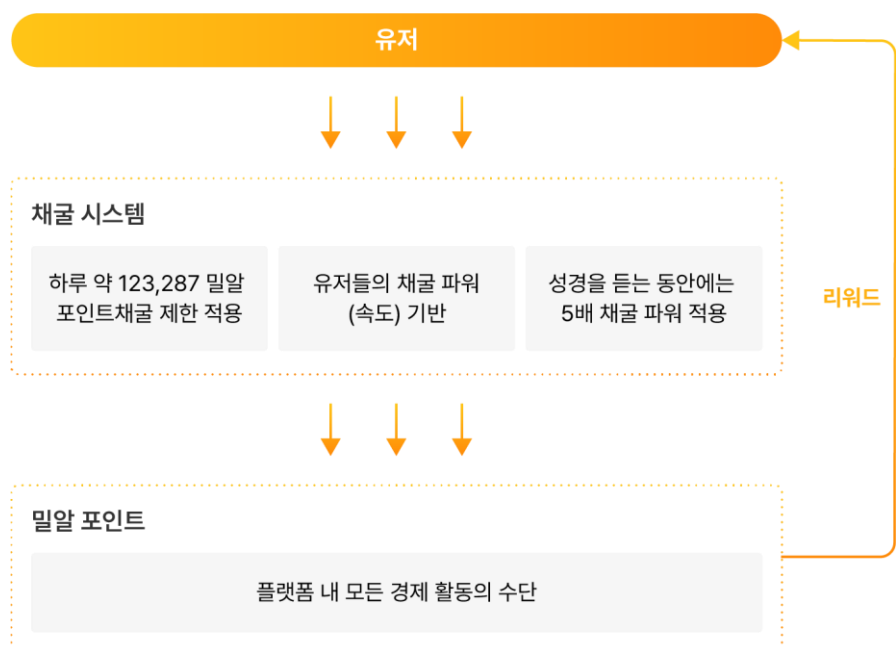 유저
채굴 시스템
하루 약 123,287 밀알
포인트채굴 제한 적용
유저들의 채굴 파워
(속도) 기반
성경을 듣는 동안에는
5배 채굴 파워 적용
리워드
밀알 포인트
플랫폼 내 모든 경제 활동의 수단